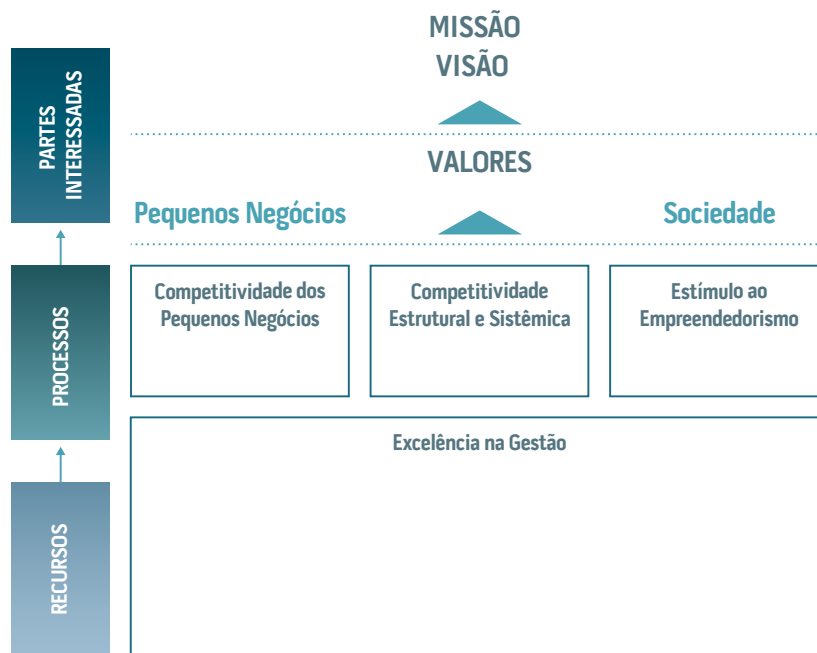 MISSÃO
VISÃO
PARTES
INTERESSADAS
VALORES
Pequenos Negócios
Sociedade
PROCESSOS
Competitividade dos
Pequenos Negócios
Competitividade
Estrutural e Sistêmica
Estímulo ao
Empreendedorismo
Excelência na Gestão
RECURSOS